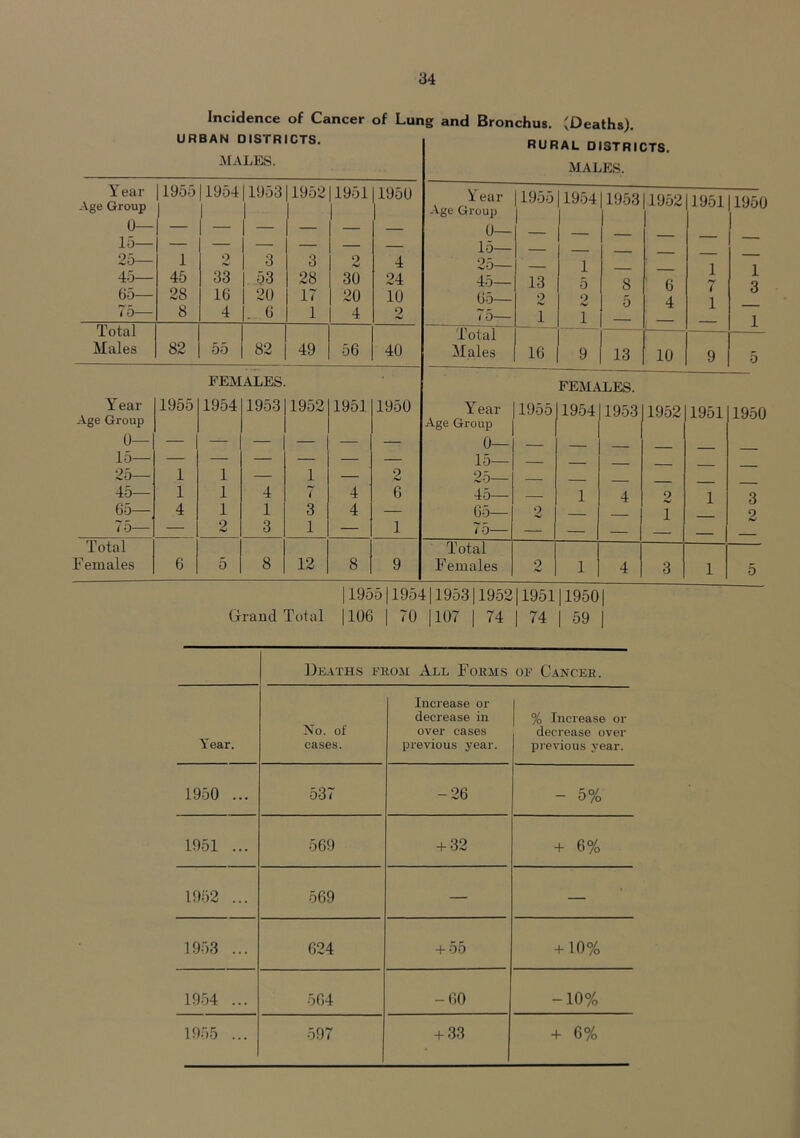 34
Incidence of Cancer of Lung and Bronchus. (Deaths).
URBAN DISTRICTS.
MALES.
Year Age Group | 1955 | 1954 | 1953 | 1952 | 1951 | 1950
0— | — | — | — | — | — | —
15— | — | — | — | — | — | —
25— | 1 | 2 | 3 | 3 | 2 | 4
45— | 45 | 33 | 53 | 28 | 30 | 24
65— | 28 | 16 | 20 | 17 | 20 | 10
75— | 8 | 4 | 6 | 1 | 4 | 2
Total Males | 82 | 55 | 82 | 49 | 56 | 40
FEMALES.
Year Age Group | 1955 | 1954 | 1953 | 1952 | 1951 | 1950
0— | — | — | — | — | — | —
15— | — | — | — | — | — | —
25— | 1 | 1 | — | 1 | — | 2
45— | 1 | 1 | 4 | 7 | 4 | 6
65— | 4 | 1 | 1 | 3 | 4 | —
75— | — | 2 | 3 | 1 | — | 1
Total Females | 6 | 5 | 8 | 12 | 8 | 9
RURAL DISTRICTS.
MALES.
Year Age Group | 1955 | 1954 | 1953 | 1952 | 1951 | 1950
0— | — | — | — | — | — | —
15— | — | — | — | — | — | —
25— | — | 1 | — | — | 1 | 1
45— | 13 | 5 | 8 | 6 | 7 | 3
65— | 2 | 2 | 5 | 4 | 1 | —
75— | 1 | 1 | — | — | — | 1
Total Males | 16 | 9 | 13 | 10 | 9 | 5
FEMALES.
Year Age Group | 1955 | 1954 | 1953 | 1952 | 1951 | 1950
0— | — | — | — | — | — | —
15— | — | — | — | — | — | —
25— | — | — | — | — | — | —
45— | — | 1 | 4 | 2 | 1 | 3
65— | 2 | — | — | 1 | — | 2
75— | — | — | — | — | — | —
Total Females | 2 | 1 | 4 | 3 | 1 | 5
| 1955 | 1954 | 1953 | 1952 | 1951 | 1950 |
Grand Total | 106 | 70 | 107 | 74 | 74 | 59 |
Deaths from All Forms of Cancer.
Year. | No. of cases. | Increase or decrease in over cases previous year. | % Increase or decrease over previous year.
1950 ... | 537 | -26 | - 5%
1951 ... | 569 | +32 | + 6%
1952 ... | 569 | — | —
1953 ... | 624 | +55 | +10%
1954 ... | 564 | -60 | -10%
1955 ... | 597 | +33 | + 6%